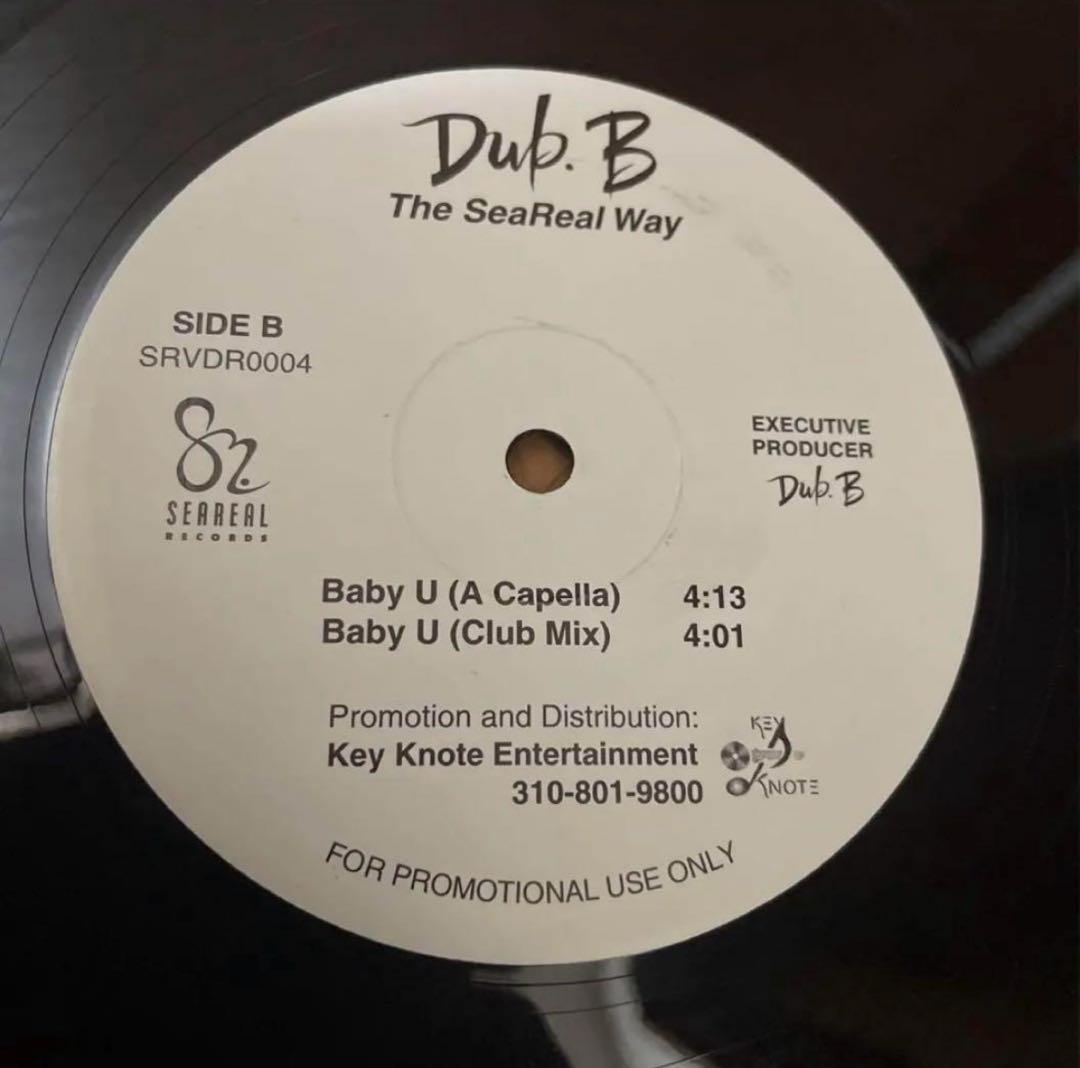 Dub. B
The SeaReal Way
SIDE B
SRVDR0004
SEAREAL
RECORDS
EXECUTIVE
PRODUCER
Dub. B
Baby U (A Capella) 4:13
Baby U (Club Mix) 4:01
Promotion and Distribution:
Key Knote Entertainment
310-801-9800
KEY
KNOTE
FOR PROMOTIONAL USE ONLY